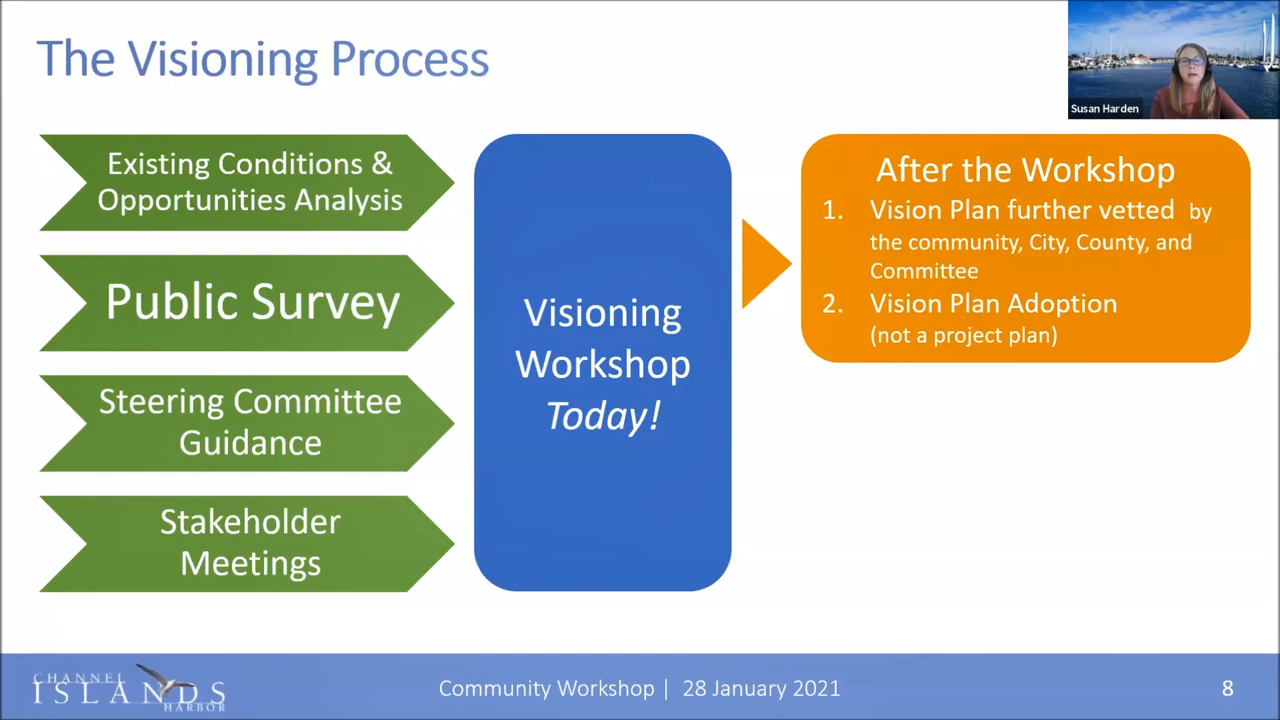 The Visioning Process
Susan Harden
Existing Conditions &
Opportunities Analysis
Public Survey
Steering Committee
Guidance
Stakeholder
Meetings
Visioning
Workshop
Today!
After the Workshop
1. Vision Plan further vetted by
the community, City, County, and
Committee
2. Vision Plan Adoption
(not a project plan)
CHANNEL
ISLANDS
HARBOR
Community Workshop | 28 January 2021
8